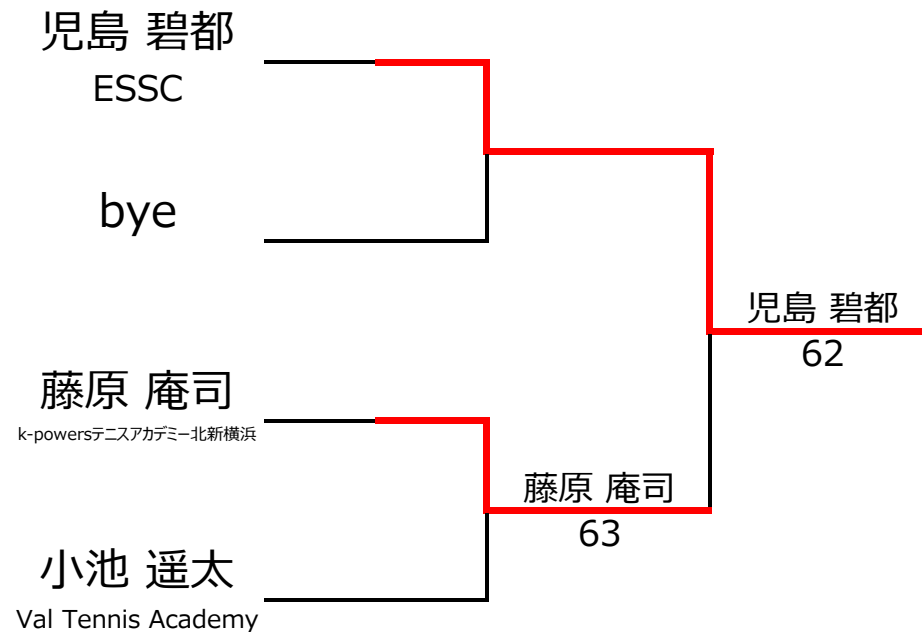 児島 碧都
ESSC
bye
藤原 庵司
k-powersテニスアカデミー北新横浜
小池 遥太
Val Tennis Academy
藤原 庵司
63
児島 碧都
62